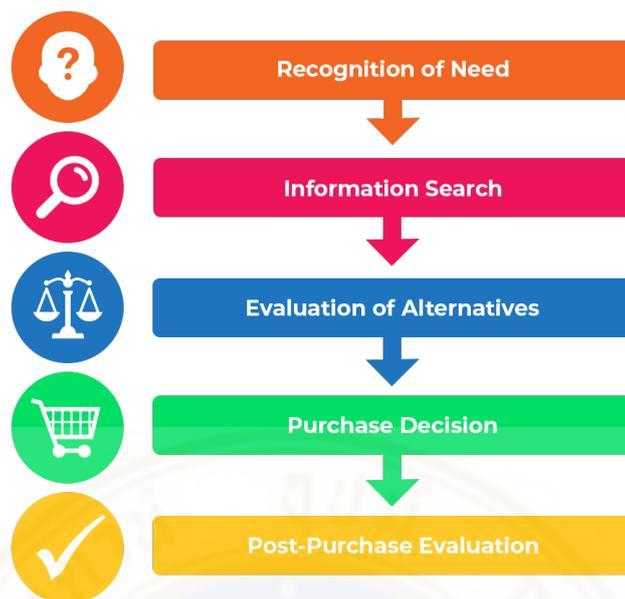 ?
Recognition of Need
Information Search
Evaluation of Alternatives
Purchase Decision
Post-Purchase Evaluation